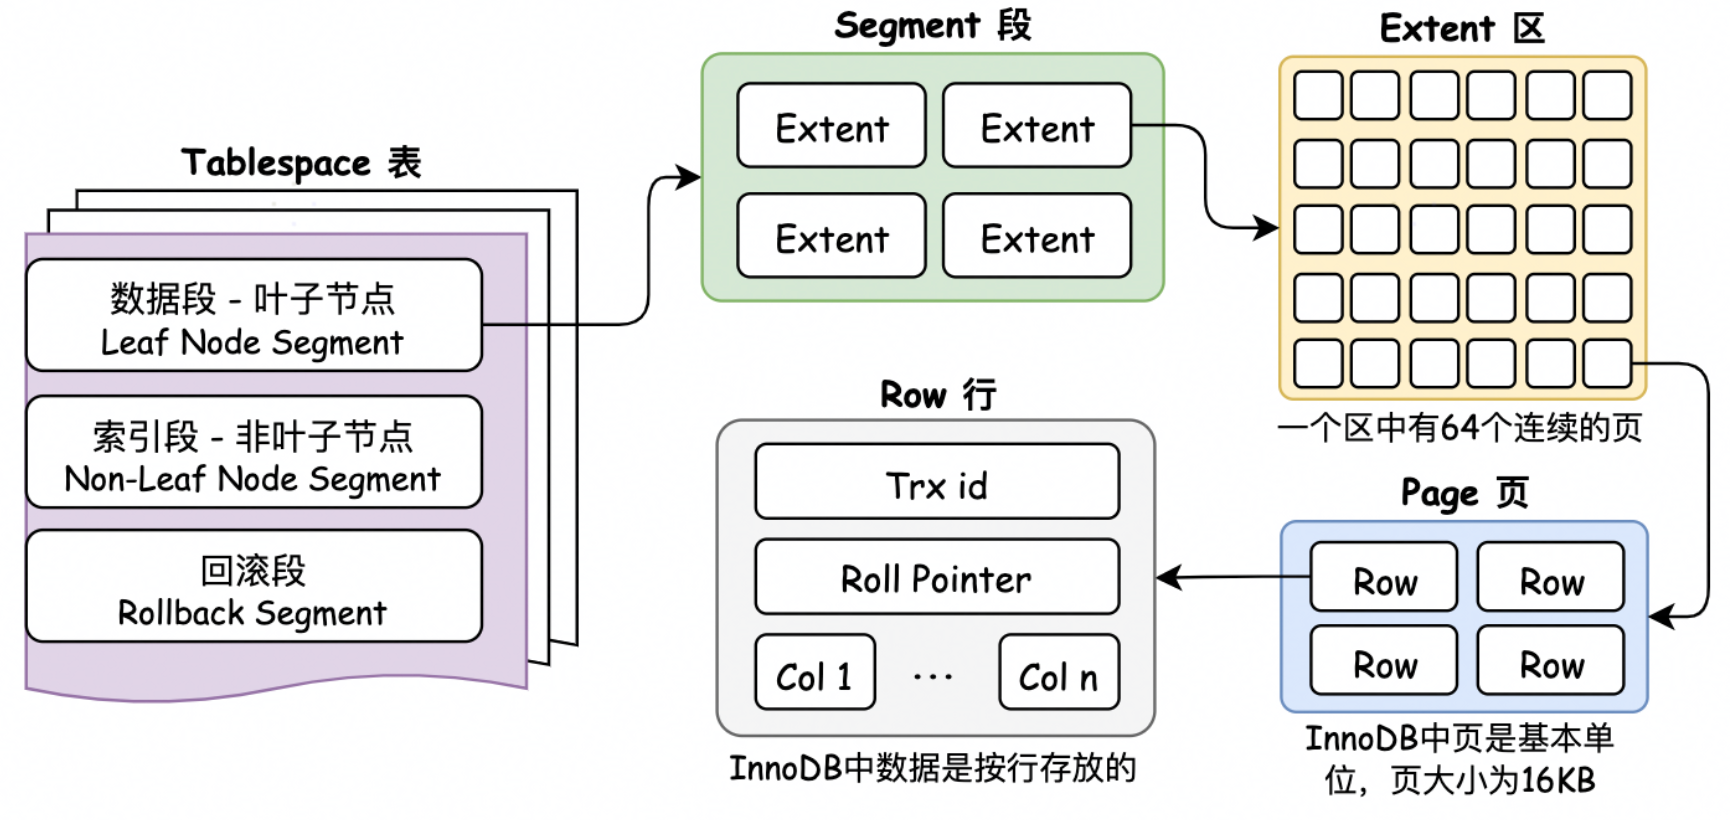 Tablespace 表
数据段 - 叶子节点
Leaf Node Segment
索引段 - 非叶子节点
Non-Leaf Node Segment
回滚段
Rollback Segment
Segment 段
Extent
Extent
Extent
Extent
Extent 区
一个区中有64个连续的页
Page 页
Row
Row
Row
Row
InnoDB中页是基本单
位，页大小为16KB
Row 行
Trx id
Roll Pointer
Col 1
...
Col n
InnoDB中数据是按行存放的